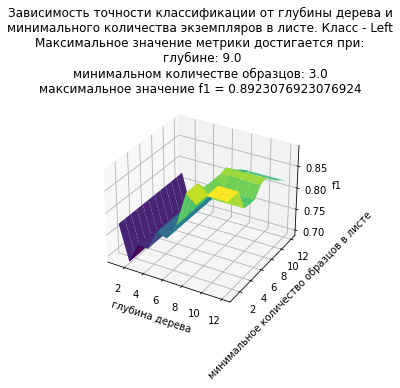 Зависимость точности классификации от глубины дерева и
минимального количества экземпляров в листе. Класс - Left
Максимальное значение метрики достигается при:
глубине: 9.0
минимальном количестве образцов: 3.0
максимальное значение f1 = 0.8923076923076924
0.85
0.80
0.75
0.70
f1
2 4 6 8 10 12
глубина дерева
2 4 6 8 10 12
минимальное количество образцов в листе